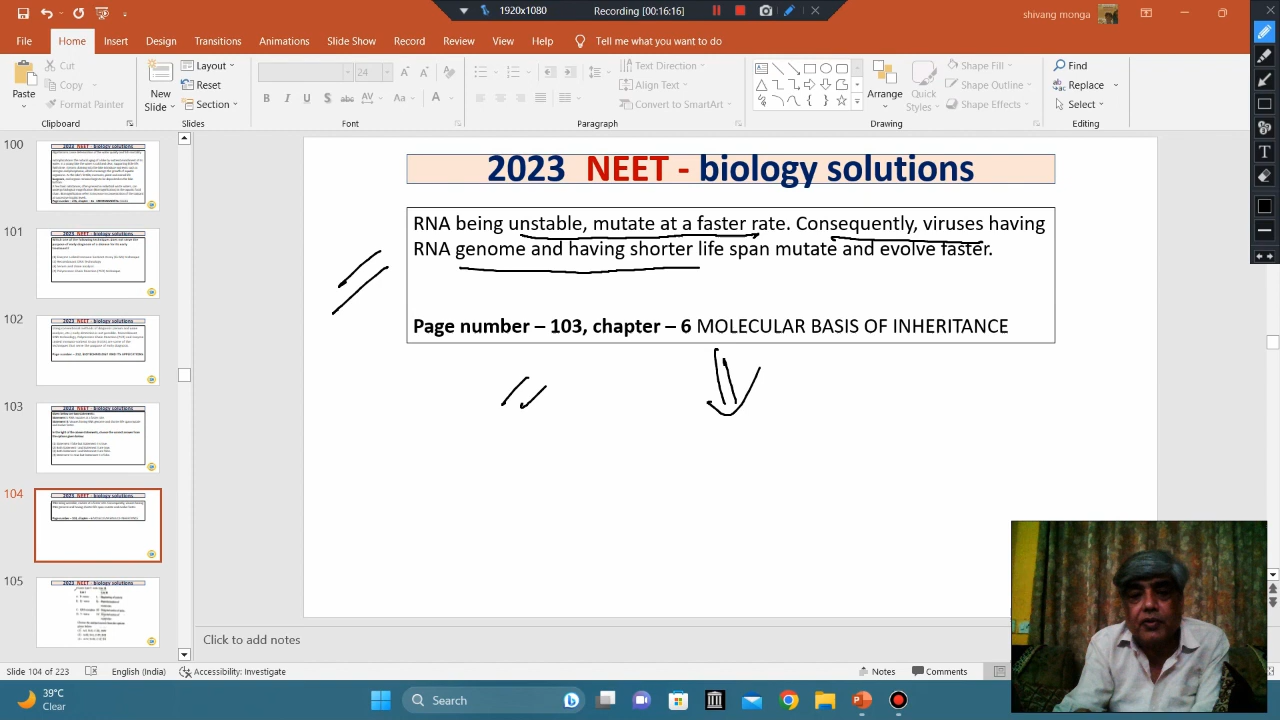 1920x1080
Recording [00:16:16]
shivang monga
File Home Insert Design Transitions Animations Slide Show Record Review View Help Tell me what you want to do
Paste
Cut
Copy
Format Painter
Clipboard
New Slide
Layout
Reset
Section
Slides
24
B I U S abc AV Aa A
Font
Text Direction
Align Text
Convert to SmartArt
Paragraph
Arrange
Quick Styles
Shape Fill
Shape Outline
Shape Effects
Drawing
Find
Replace
Select
Editing
100
101
102
103
104
105
2023 NEET - biology solutions
RNA being unstable, mutate at a faster rate. Consequently, viruses having
RNA genome and having shorter life span mutate and evolve faster.
Page number – 103, chapter – 6 MOLECULAR BASIS OF INHERITANCE
Click to add notes
Slide 104 of 223 English (India) Accessibility: Investigate Notes Comments
39°C
Clear
Search